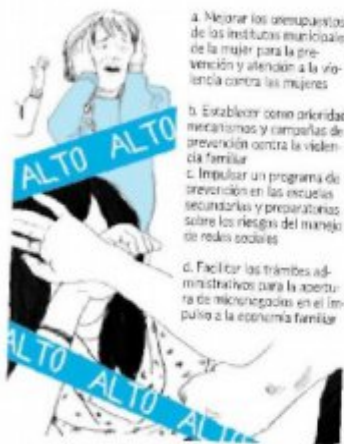 a. Mejorar los presupuestos
de los institutos municipales
de la mujer para la pre-
vención y atención a la vio-
lencia contra las mujeres
b. Establecer como prioridad
mecanismos y campañas de
prevención contra la violen-
cia familiar
c. Impulsar un programa de
prevención en las escuelas
secundarias y preparatorias
sobre los riesgos del manejo
de redes sociales
d. Facilitar los trámites ad-
ministrativos para la apertu-
ra de micronegocios en el im-
pulso a la economía familiar
ALTO ALTO
ALTO ALTO ALTO